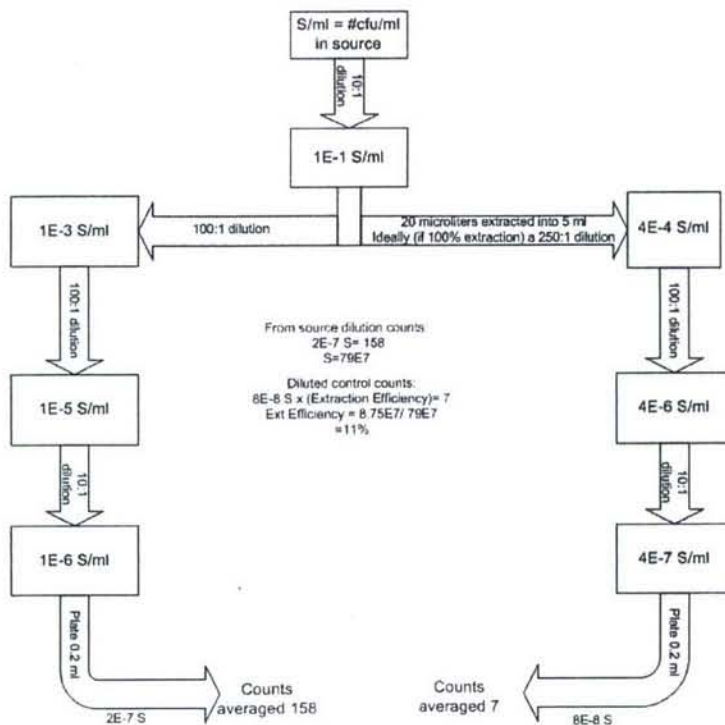 S/ml = #cfu/ml
in source
10:1
dilution
1E-1 S/ml
1E-3 S/ml
100:1 dilution
20 microliters extracted into 5 ml
Ideally (if 100% extraction) a 250:1 dilution
4E-4 S/ml
100:1
dilution
100:1
dilution
From source dilution counts:
2E-7 S= 158
S=79E7
Diluted control counts:
8E-8 S x (Extraction Efficiency)= 7
Ext Efficiency = 8.75E7/ 79E7
=11%
1E-5 S/ml
4E-6 S/ml
10:1
dilution
10:1
dilution
1E-6 S/ml
4E-7 S/ml
Plate 0.2 ml
Plate 0.2 ml
2E-7 S
Counts
averaged 158
Counts
averaged 7
8E-8 S